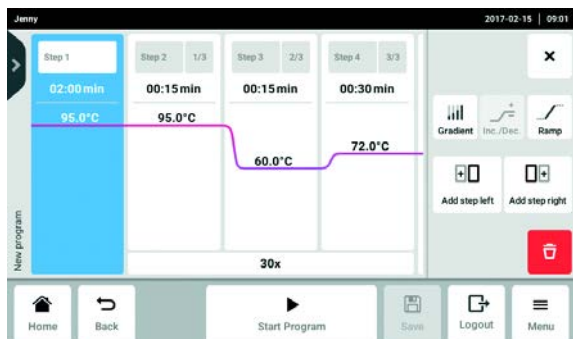 Jenny 2017-02-15 | 09:01
Step 1 Step 2 1/3 Step 3 2/3 Step 4 3/3
02:00 min 00:15 min 00:15 min 00:30 min
95.0°C 95.0°C 60.0°C 72.0°C
30x
New program
Gradient Inc./Dec. Ramp
Add step left Add step right
Home Back Start Program Save Logout Menu